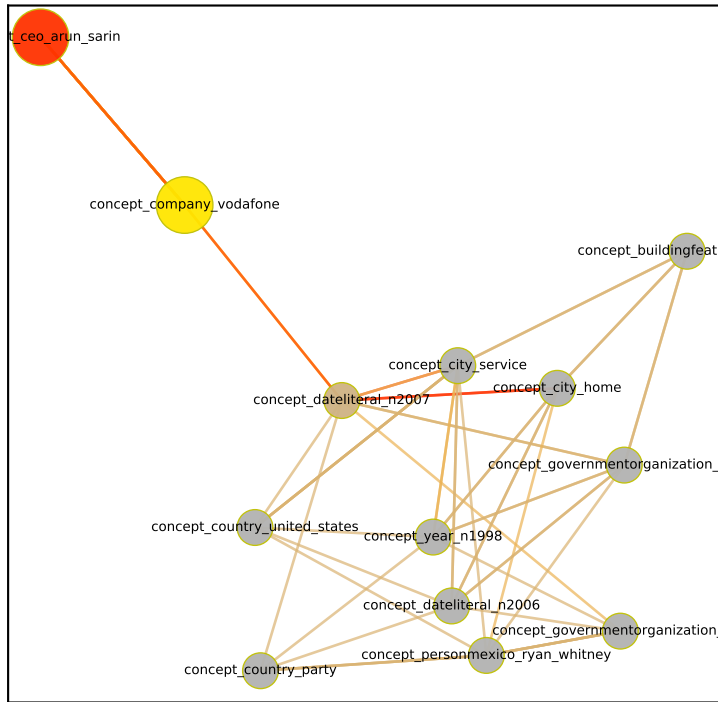 t_ceo_arun_sarin
concept_company_vodafone
concept_buildingfeat
concept_city_service
concept_city_home
concept_dateliteral_n2007
concept_governmentorganization_
concept_country_united_states
concept_year_n1998
concept_dateliteral_n2006
concept_governmentorganization_
concept_personmexico_ryan_whitney
concept_country_party